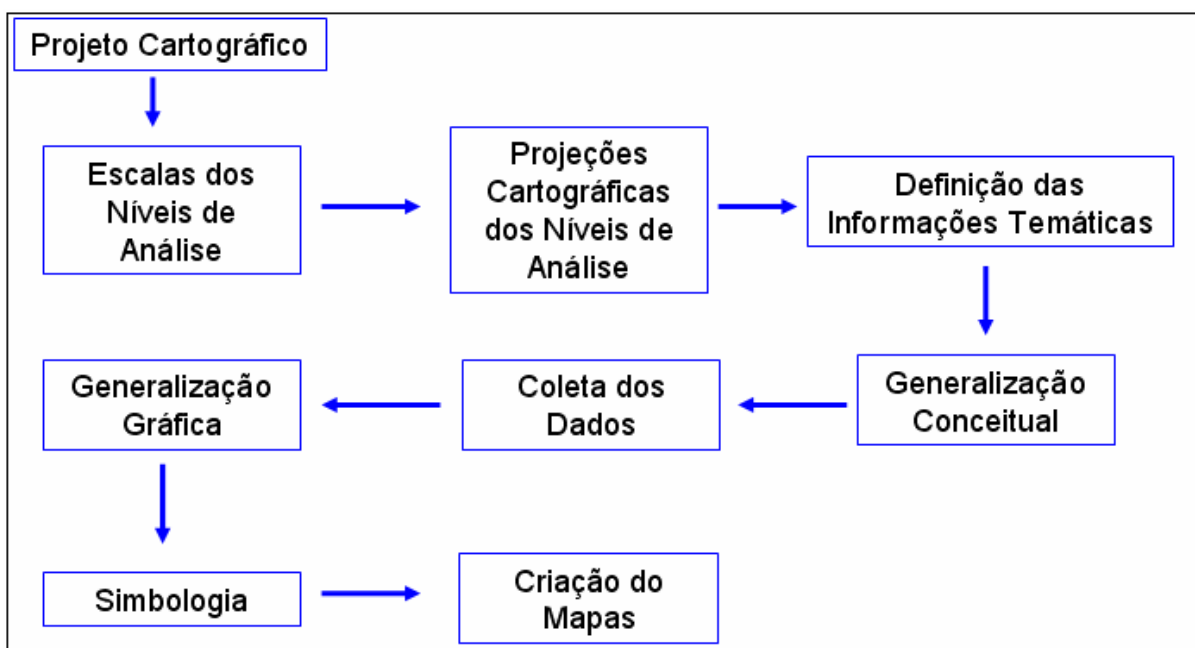 Projeto Cartográfico
Escalas dos
Níveis de
Análise
Projeções
Cartográficas
dos Níveis de
Análise
Definição das
Informações Temáticas
Generalização
Conceitual
Coleta dos
Dados
Generalização
Gráfica
Simbologia
Criação do
Mapas